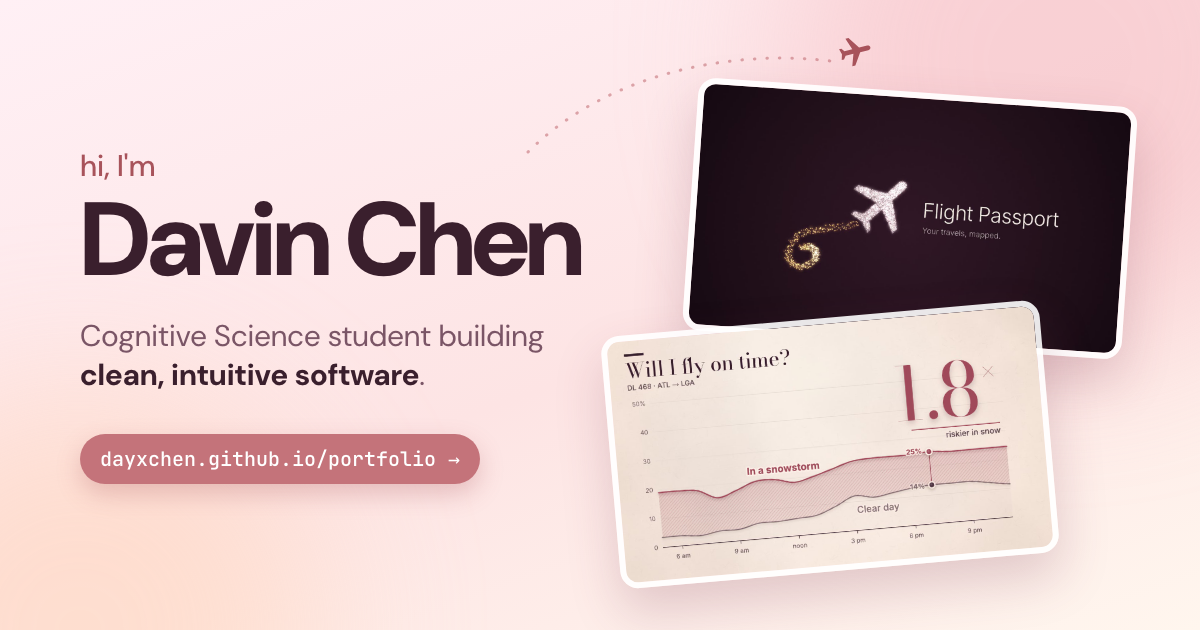 hi, I'm
Davin Chen
Cognitive Science student building
clean, intuitive software.
dayxchen.github.io/portfolio →
Flight Passport
Your travels, mapped.
Will I fly on time?
DL 468 · ATL → LGA
1.8×
riskier in snow
50%
40
30
20
10
0
In a snowstorm
25%
14%
Clear day
6 am
9 am
noon
3 pm
6 pm
9 pm